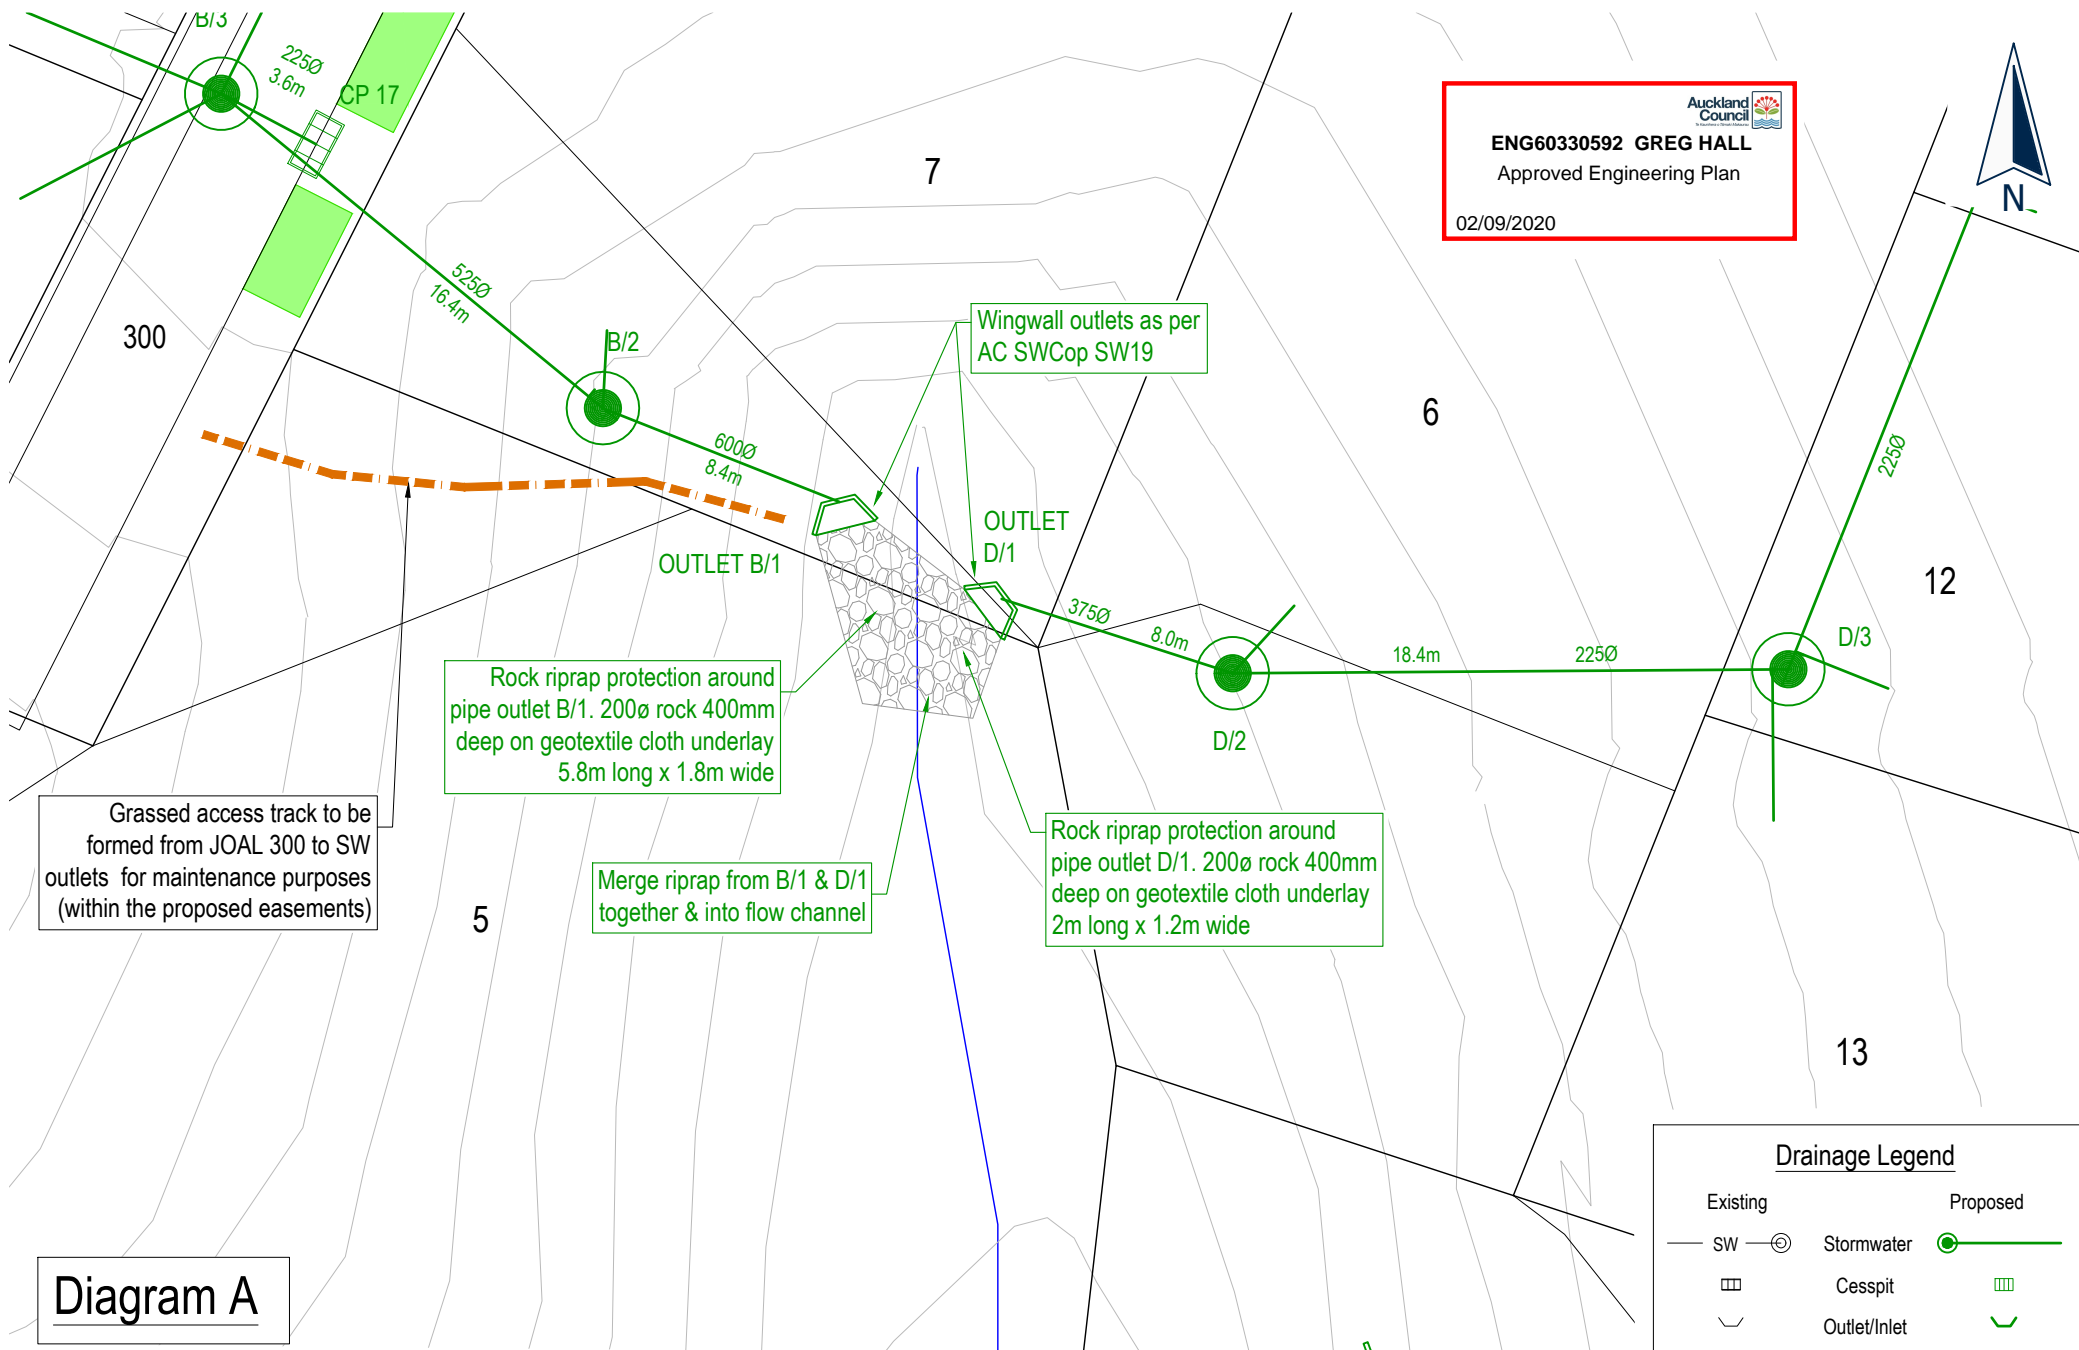 B/3
225Ø
3.6m
CP 17
Auckland
Council
ENG60330592 GREG HALL
Approved Engineering Plan
02/09/2020
N
7
525Ø
16.4m
300
B/2
Wingwall outlets as per
AC SWCop SW19
6
600Ø
8.4m
225Ø
OUTLET
D/1
OUTLET B/1
12
375Ø
8.0m
18.4m
225Ø
D/3
Rock riprap protection around
pipe outlet B/1. 200ø rock 400mm
deep on geotextile cloth underlay
5.8m long x 1.8m wide
D/2
Grassed access track to be
formed from JOAL 300 to SW
outlets for maintenance purposes
(within the proposed easements)
Rock riprap protection around
pipe outlet D/1. 200ø rock 400mm
deep on geotextile cloth underlay
2m long x 1.2m wide
Merge riprap from B/1 & D/1
together & into flow channel
5
13
Drainage Legend
Existing
Proposed
SW
Stormwater
Cesspit
Outlet/Inlet
Diagram A